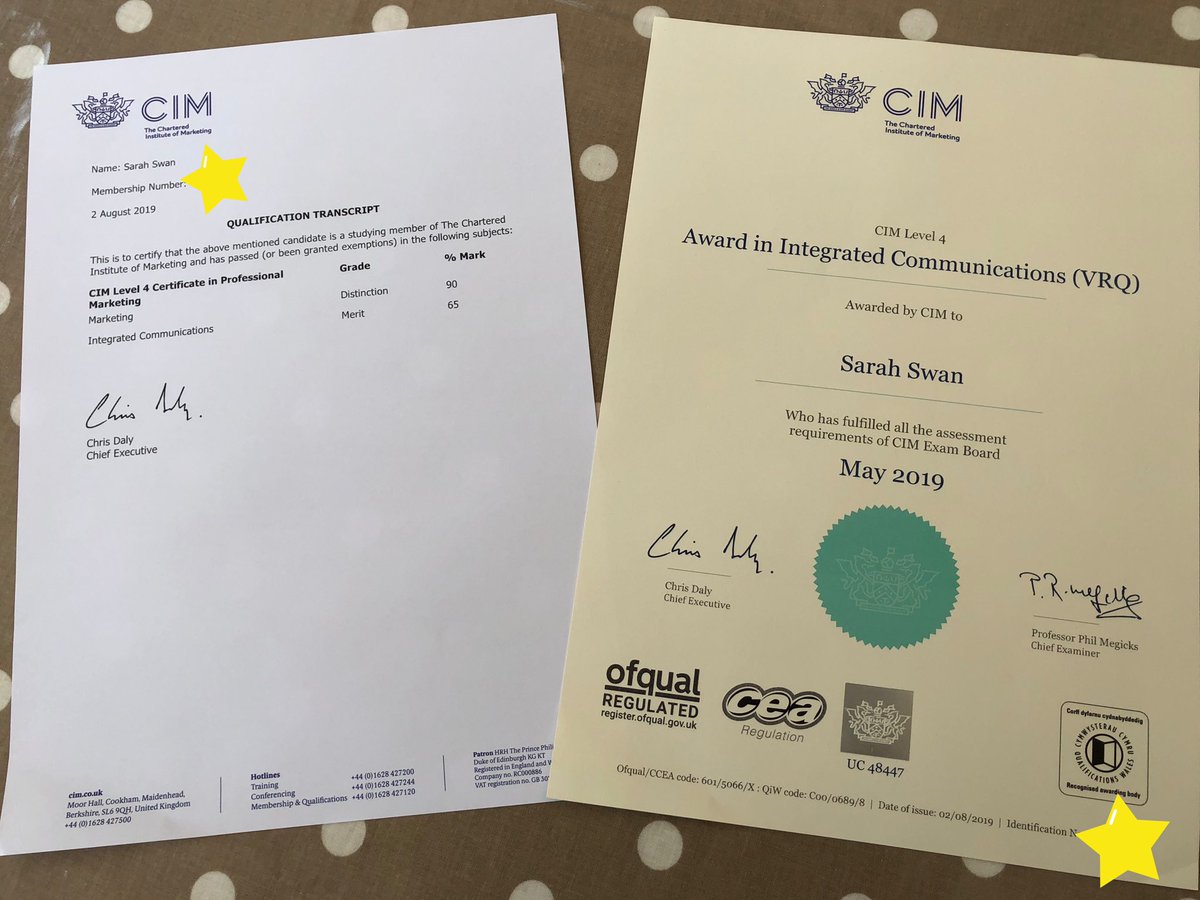 CIM
The Chartered
Institute of Marketing
Name: Sarah Swan
Membership Number:
2 August 2019
QUALIFICATION TRANSCRIPT
This is to certify that the above mentioned candidate is a studying member of The Chartered
Institute of Marketing and has passed (or been granted exemptions) in the following subjects:
CIM Level 4 Certificate in Professional Marketing Grade % Mark
Marketing Distinction 90
Integrated Communications Merit 65
Chris Daly
Chief Executive
cim.co.uk
Moor Hall, Cookham, Maidenhead,
Berkshire, SL6 9QH, United Kingdom
+44 (0)1628 427500
Hotlines
Training +44 (0)1628 427200
Conferencing +44 (0)1628 427244
Membership & Qualifications +44 (0)1628 427120
Patron HRH The Prince
Duke of Edinburgh KG KT
Registered in England and
Company no. RC000886
VAT registration no. GB
CIM
The Chartered
Institute of Marketing
CIM Level 4
Award in Integrated Communications (VRQ)
Awarded by CIM to
Sarah Swan
Who has fulfilled all the assessment
requirements of CIM Exam Board
May 2019
Chris Daly
Chief Executive
Professor Phil Megicks
Chief Examiner
ofqual
REGULATED
register.ofqual.gov.uk
cea
Regulation
UC 48447
Corff dyfarnu cydnabyddedig
CYMWYSTERAU CYMRU
QUALIFICATIONS WALES
Recognised awarding body
Ofqual/CCEA code: 601/5066/X : QiW code: C00/0689/8 | Date of issue: 02/08/2019 | Identification